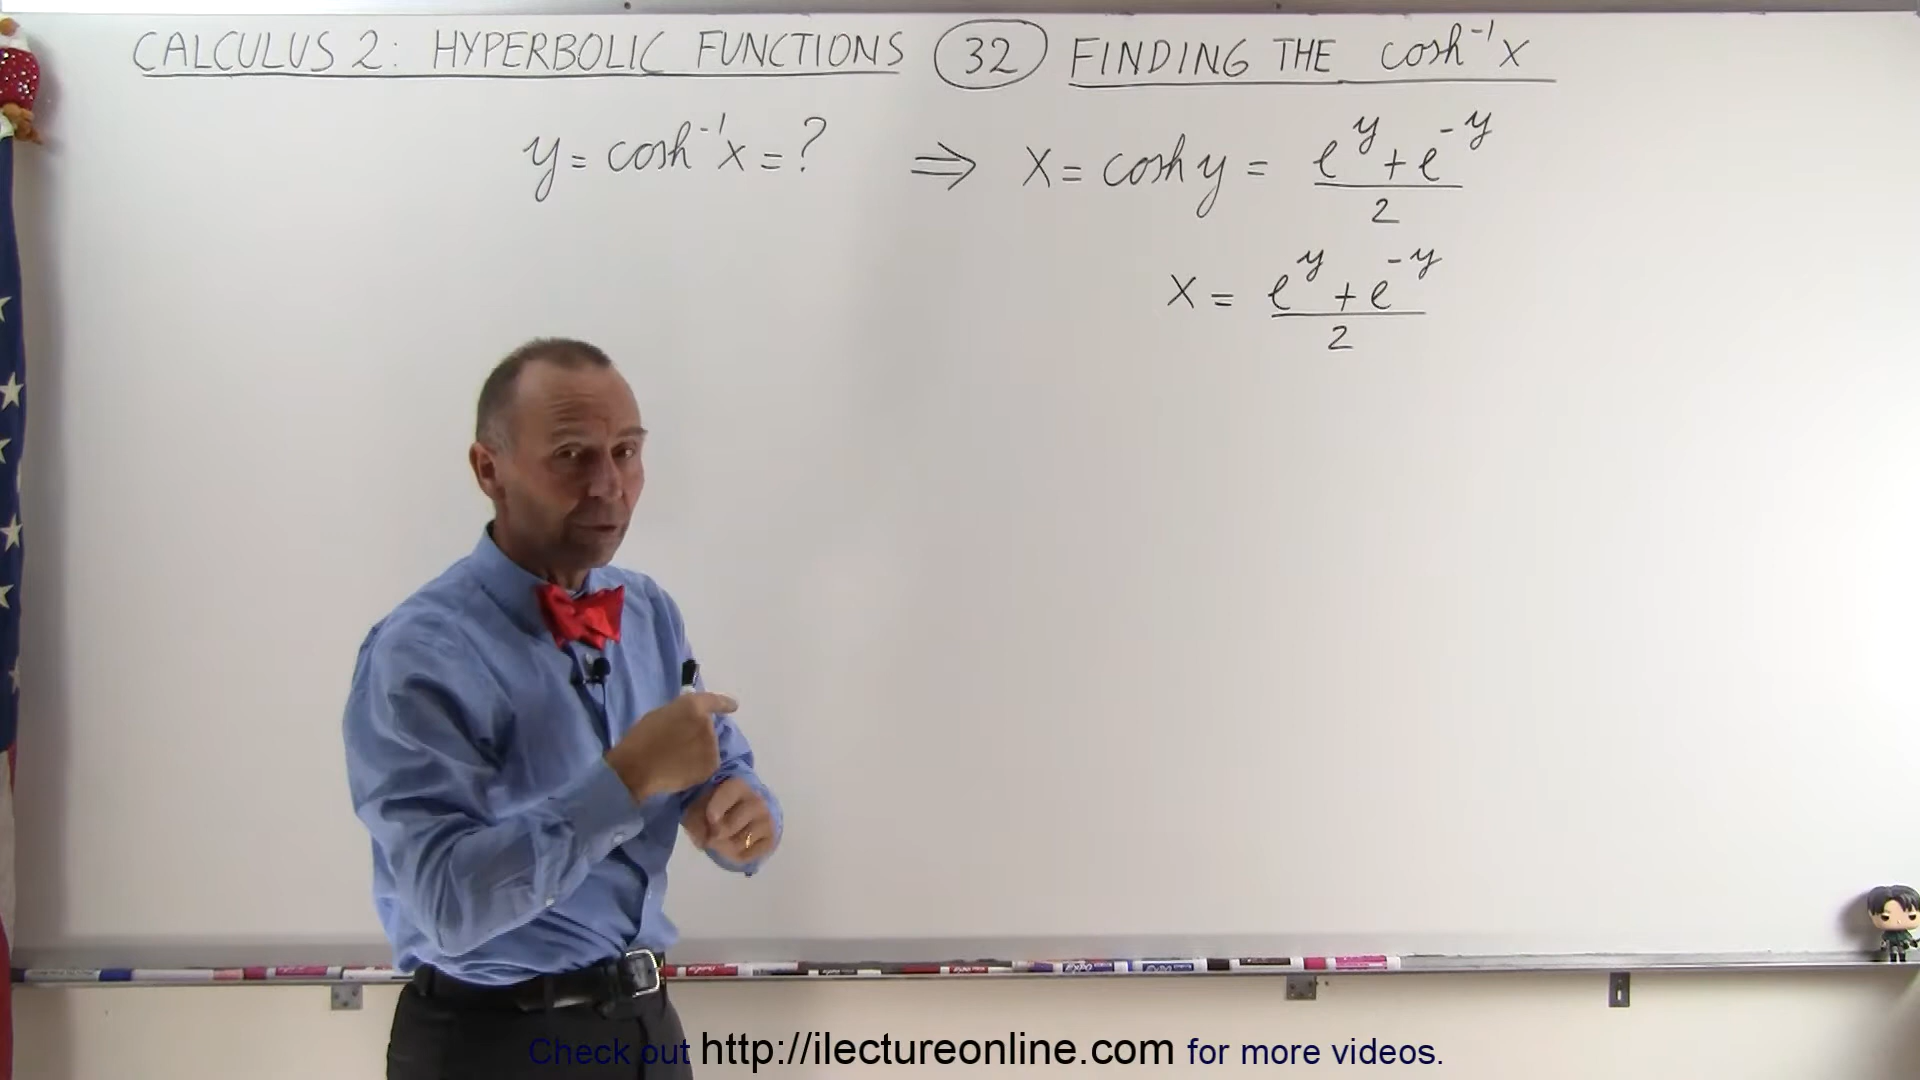 CALCULUS 2: HYPERBOLIC FUNCTIONS 32 FINDING THE cosh⁻¹x
y = cosh⁻¹x = ? ⇒ x = cosh y = (e^y + e^-y)/2
x = (e^y + e^-y)/2
Check out http://ilectureonline.com for more videos.